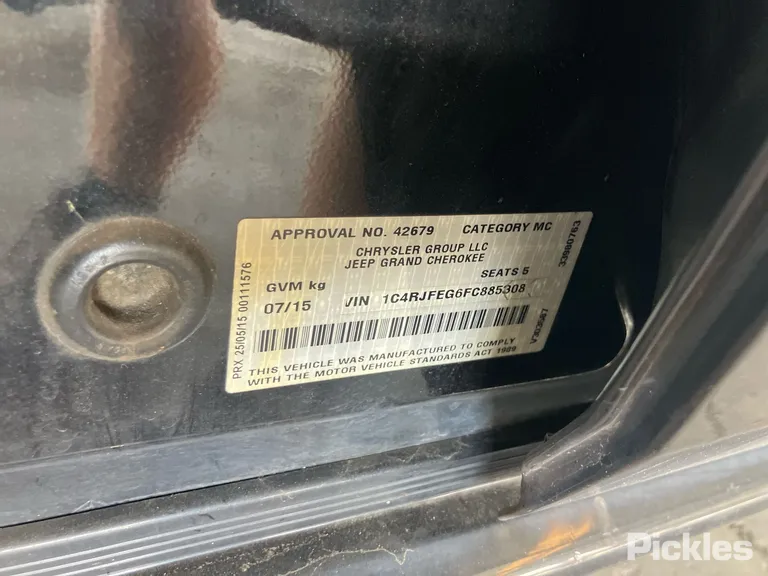 APPROVAL NO. 42679 CATEGORY MC
CHRYSLER GROUP LLC
JEEP GRAND CHEROKEE
GVM kg SEATS 5
07/15 VIN 1C4RJFEG6FC885308
THIS VEHICLE WAS MANUFACTURED TO COMPLY
WITH THE MOTOR VEHICLE STANDARDS ACT 1989
PRX 25/05/15 00111576
33980763
Pickles